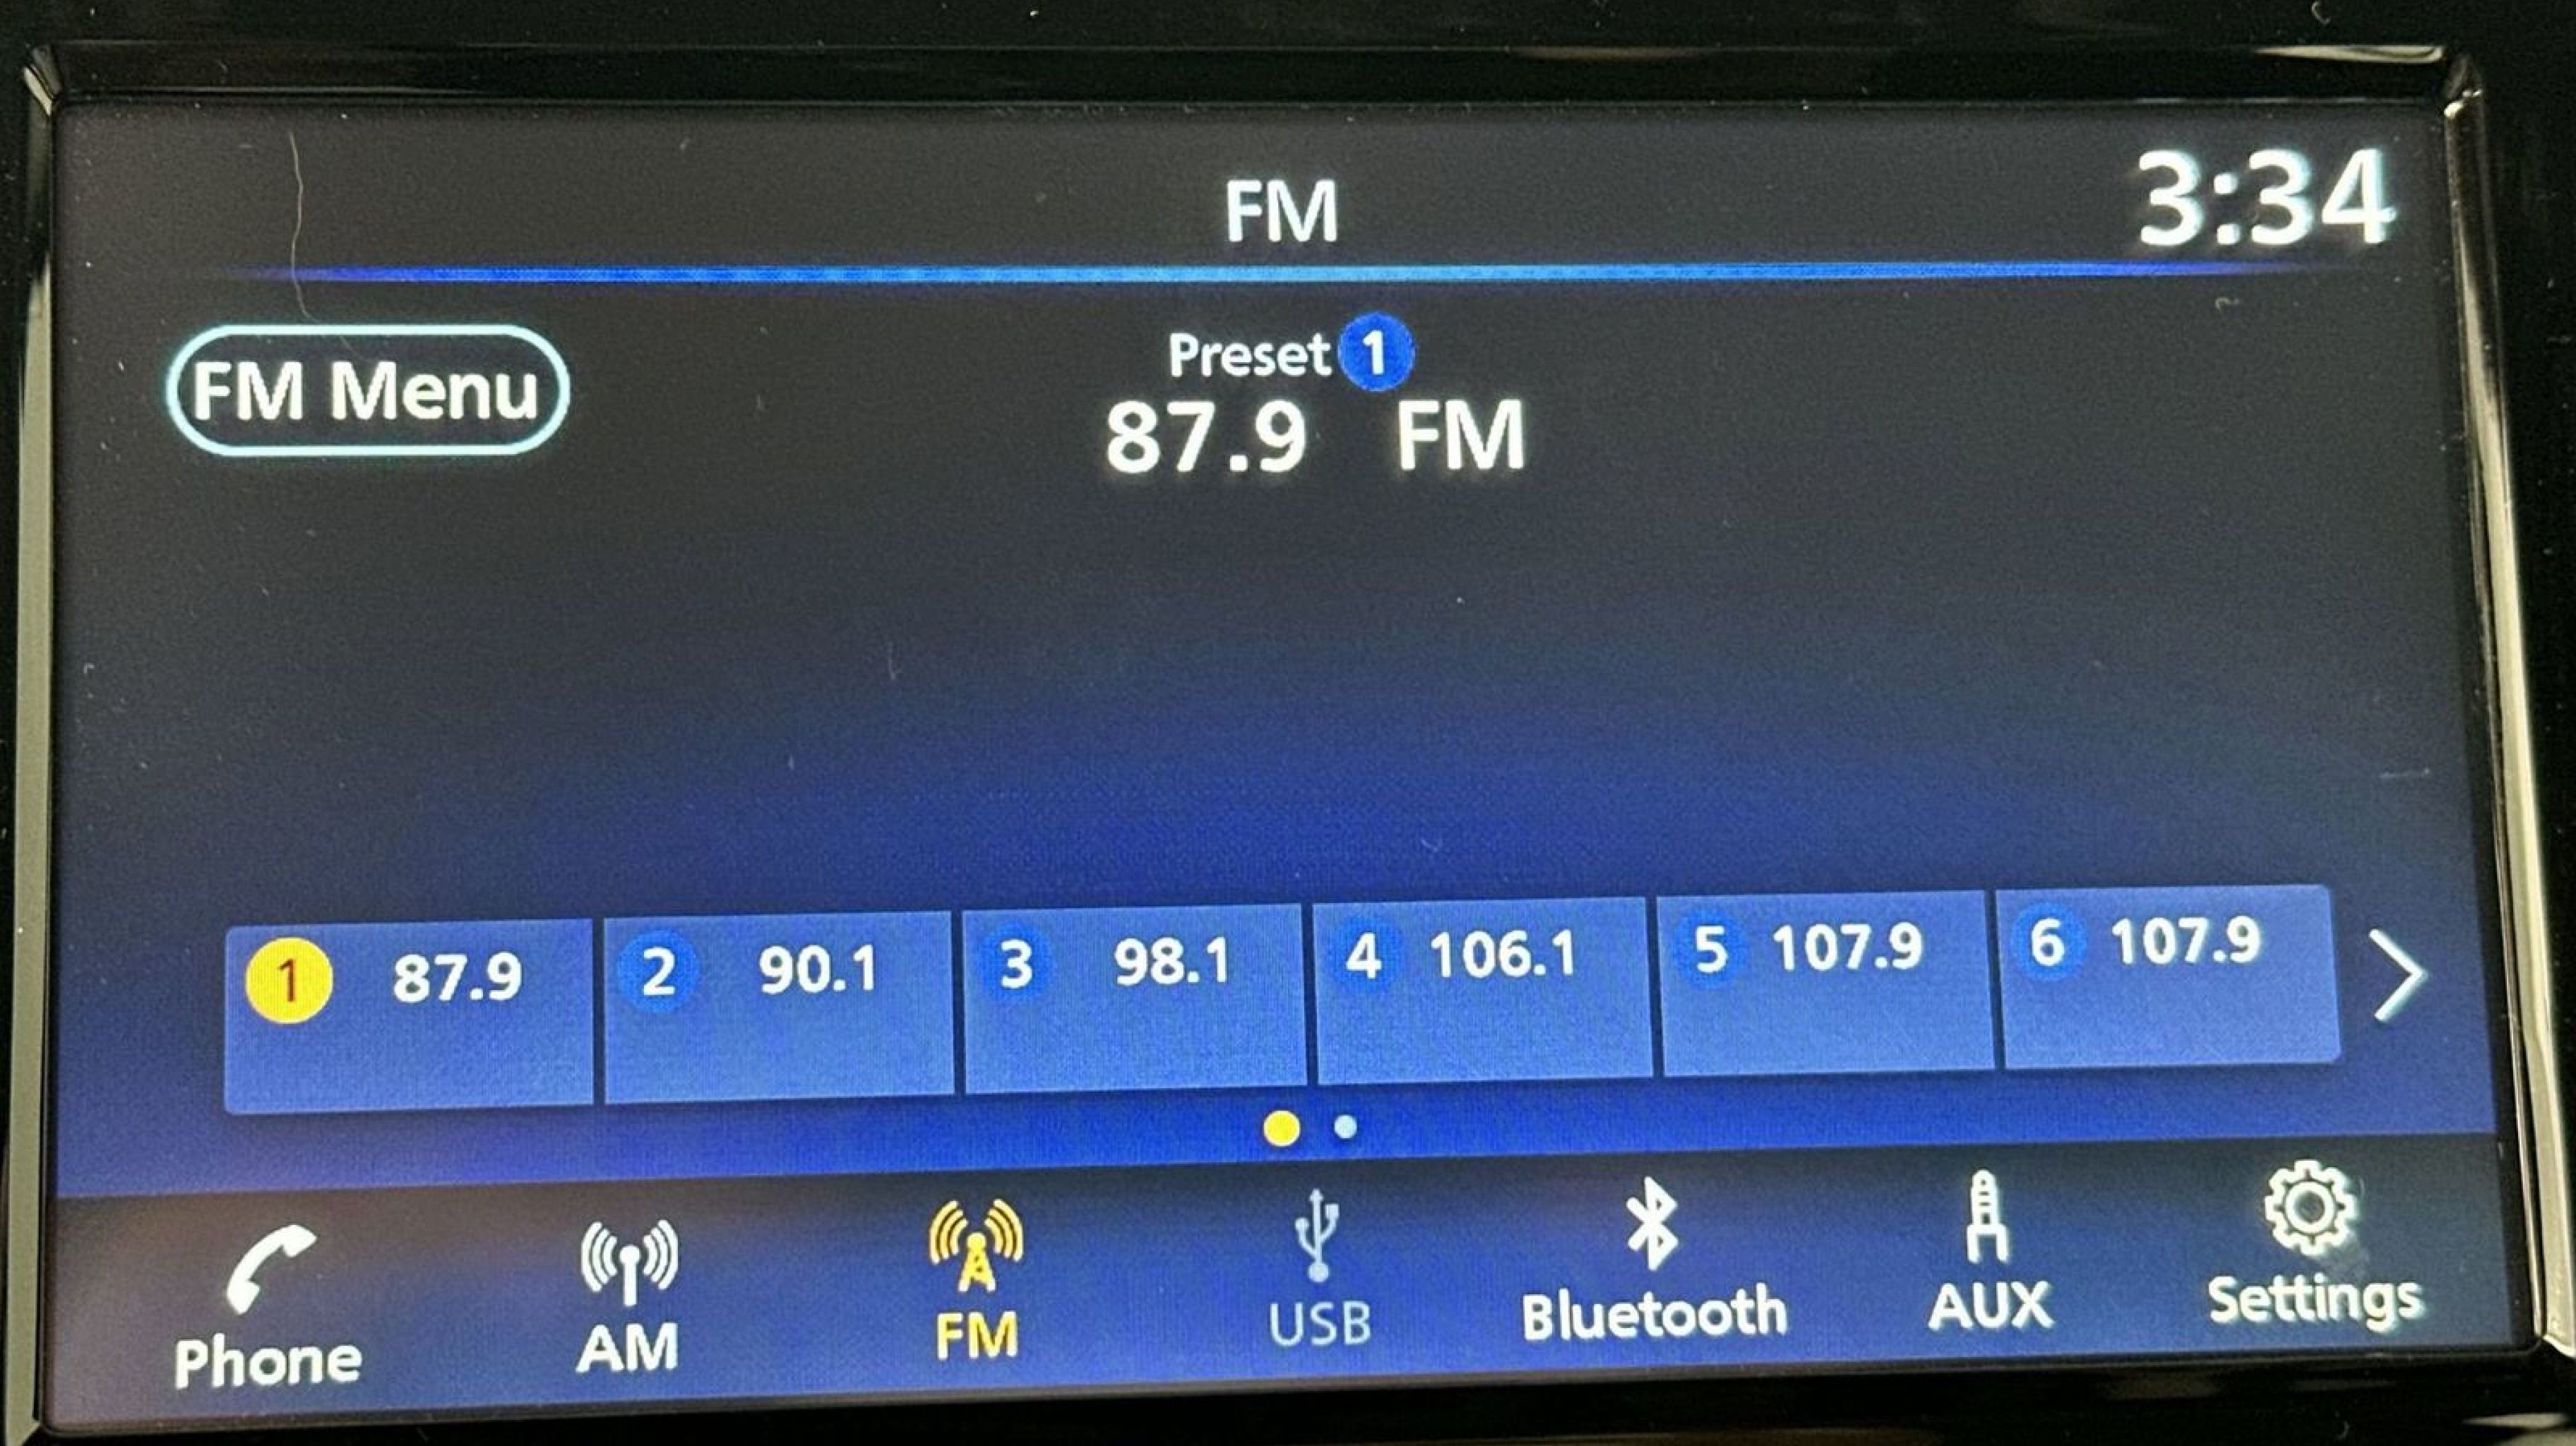 FM
3:34
FM Menu
Preset 1
87.9 FM
1 87.9 2 90.1 3 98.1 4 106.1 5 107.9 6 107.9
Phone AM FM USB Bluetooth AUX Settings